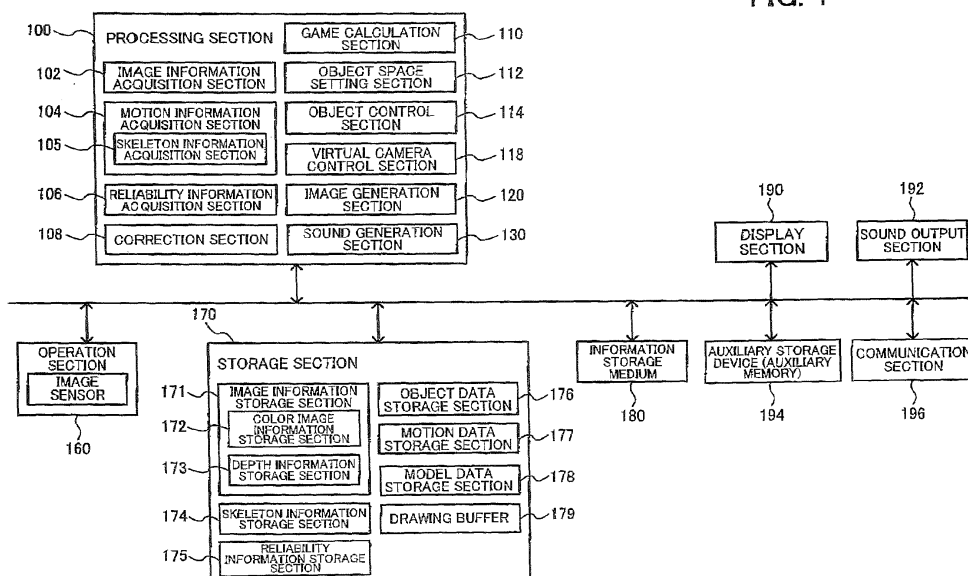 FIG. 1
100
PROCESSING SECTION
102
IMAGE INFORMATION
ACQUISITION SECTION
104
MOTION INFORMATION
ACQUISITION SECTION
105
SKELETON INFORMATION
ACQUISITION SECTION
106
RELIABILITY INFORMATION
ACQUISITION SECTION
108
CORRECTION SECTION
GAME CALCULATION
SECTION
110
OBJECT SPACE
SETTING SECTION
112
OBJECT CONTROL
SECTION
114
VIRTUAL CAMERA
CONTROL SECTION
118
IMAGE GENERATION
SECTION
120
SOUND GENERATION
SECTION
130
190
DISPLAY
SECTION
192
SOUND OUTPUT
SECTION
OPERATION
SECTION
IMAGE
SENSOR
160
170
STORAGE SECTION
171
IMAGE INFORMATION
STORAGE SECTION
172
COLOR IMAGE
INFORMATION
STORAGE SECTION
173
DEPTH INFORMATION
STORAGE SECTION
174
SKELETON INFORMATION
STORAGE SECTION
175
RELIABILITY
INFORMATION STORAGE
SECTION
OBJECT DATA
STORAGE SECTION
176
MOTION DATA
STORAGE SECTION
177
MODEL DATA
STORAGE SECTION
178
DRAWING BUFFER
179
INFORMATION
STORAGE
MEDIUM
180
AUXILIARY STORAGE
DEVICE (AUXILIARY
MEMORY)
194
COMMUNICATION
SECTION
196